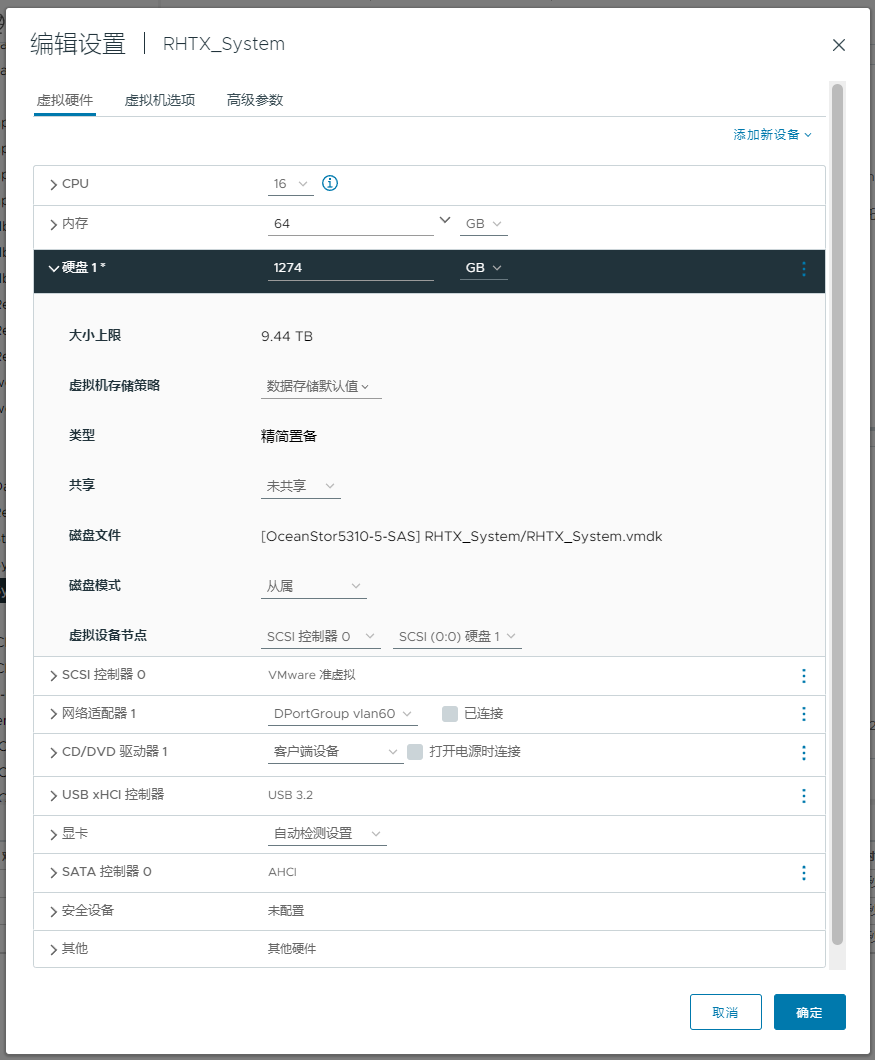 编辑设置 | RHTX_System
虚拟硬件 虚拟机选项 高级参数
添加新设备
CPU 16
内存 64 GB
硬盘 1 * 1274 GB
大小上限 9.44 TB
虚拟机存储策略 数据存储默认值
类型 精简置备
共享 未共享
磁盘文件 [OceanStor5310-5-SAS] RHTX_System/RHTX_System.vmdk
磁盘模式 从属
虚拟设备节点 SCSI 控制器 0 SCSI (0:0) 硬盘 1
SCSI 控制器 0 VMware 准虚拟
网络适配器 1 DPortGroup vlan60 已连接
CD/DVD 驱动器 1 客户端设备 打开电源时连接
USB xHCI 控制器 USB 3.2
显卡 自动检测设置
SATA 控制器 0 AHCI
安全设备 未配置
其他 其他硬件
取消 确定